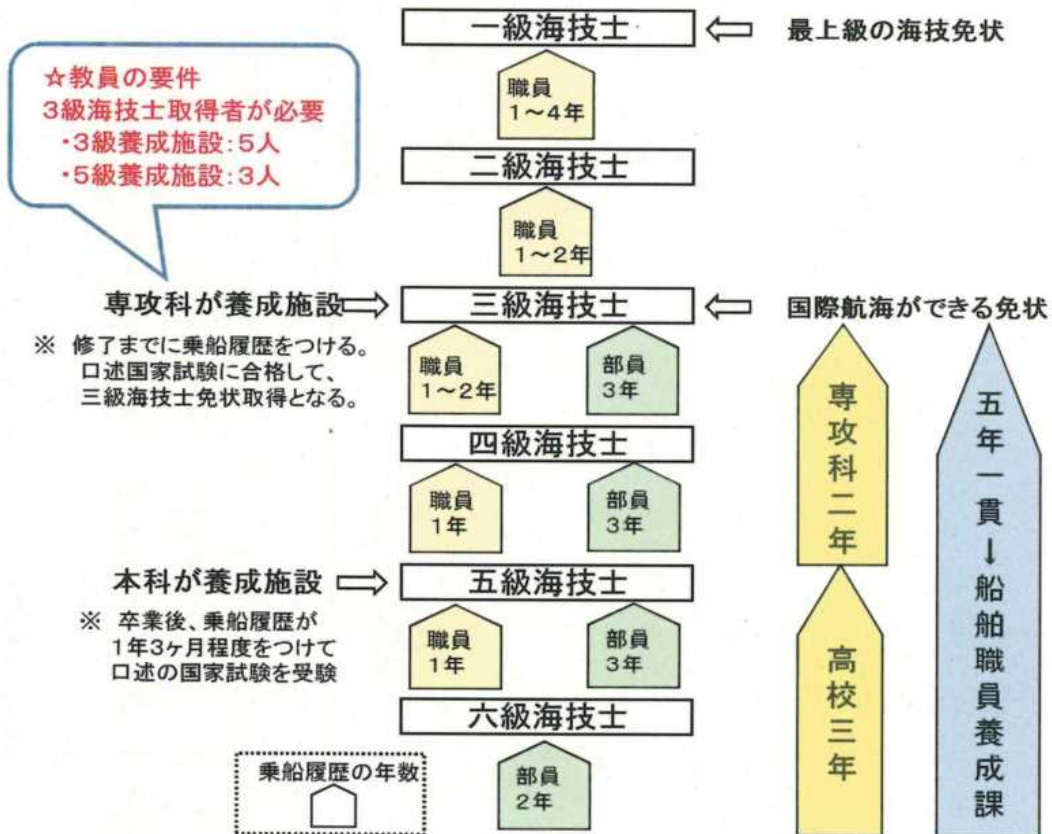 一級海技士
最上級の海技免状
☆教員の要件
3級海技士取得者が必要
・3級養成施設:5人
・5級養成施設:3人
職員
1～4年
二級海技士
職員
1～2年
専攻科が養成施設
三級海技士
国際航海ができる免状
※ 修了までに乗船履歴をつける。
口述国家試験に合格して、
三級海技士免状取得となる。
職員
1～2年
部員
3年
四級海技士
職員
1年
部員
3年
本科が養成施設
五級海技士
※ 卒業後、乗船履歴が
1年3ヶ月程度をつけて
口述の国家試験を受験
職員
1年
部員
3年
六級海技士
乗船履歴の年数
部員
2年
専攻科二年
高校三年
五年一貫→船舶職員養成課